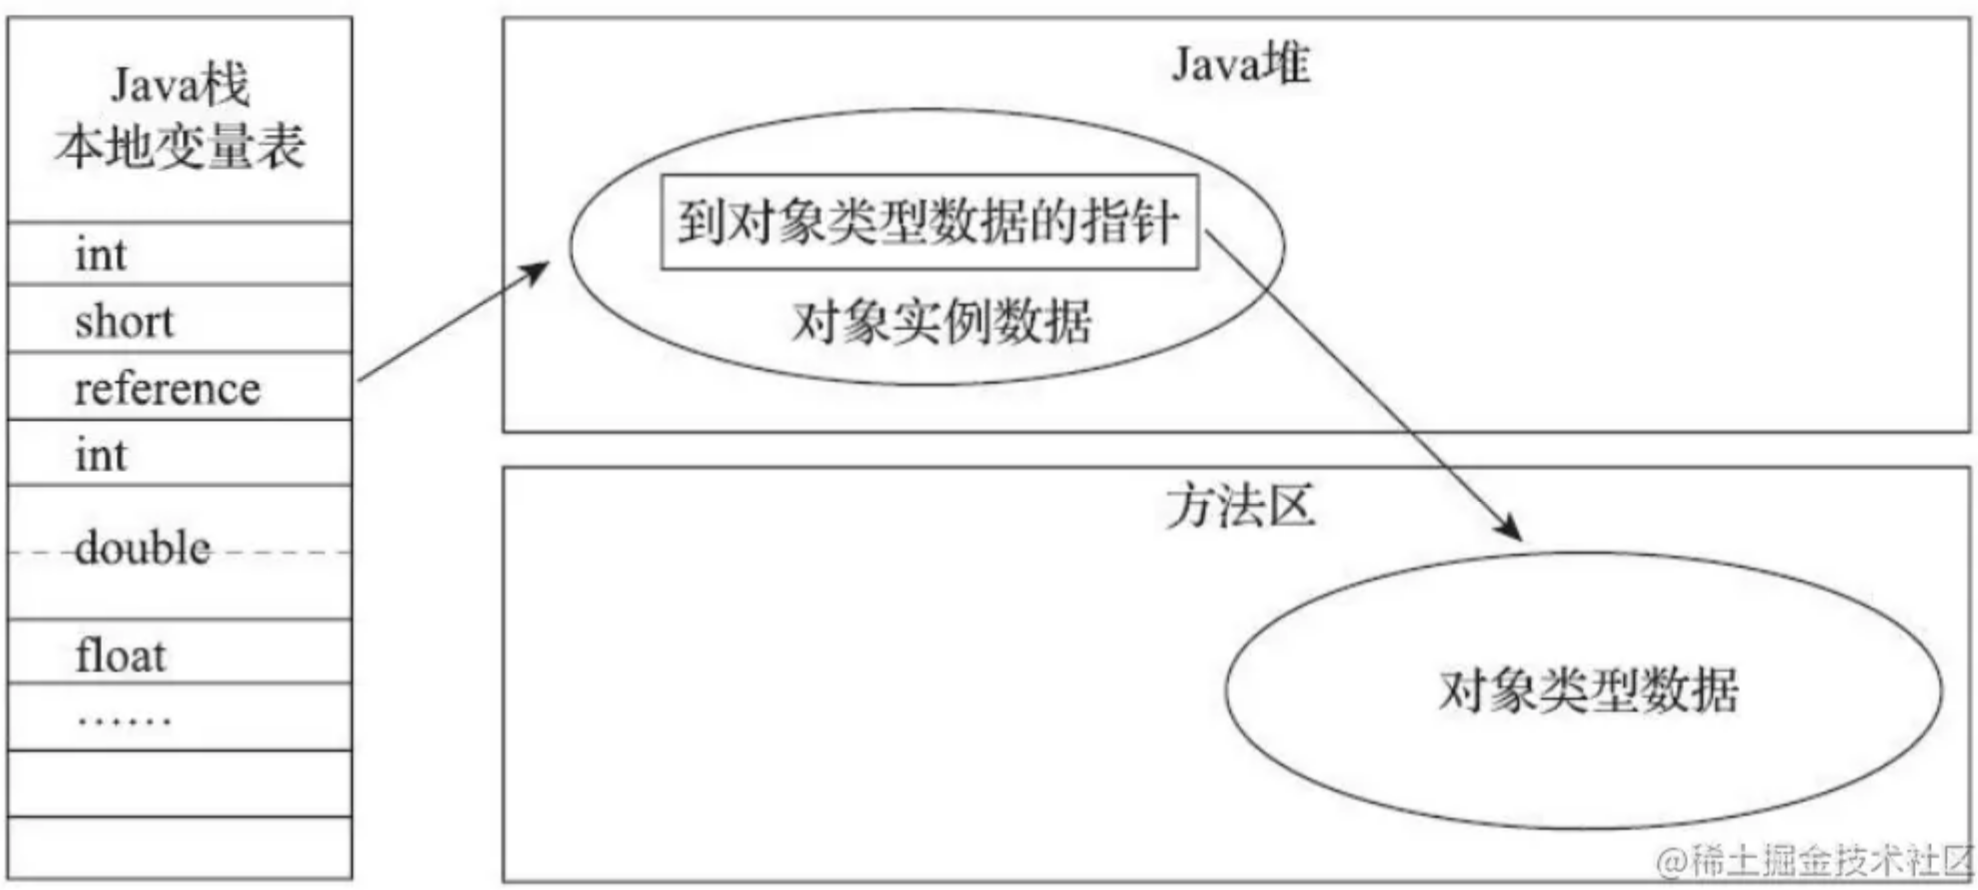 Java栈
本地变量表
int
short
reference
int
double
float
……
Java堆
到对象类型数据的指针
对象实例数据
方法区
对象类型数据
@稀土掘金技术社区